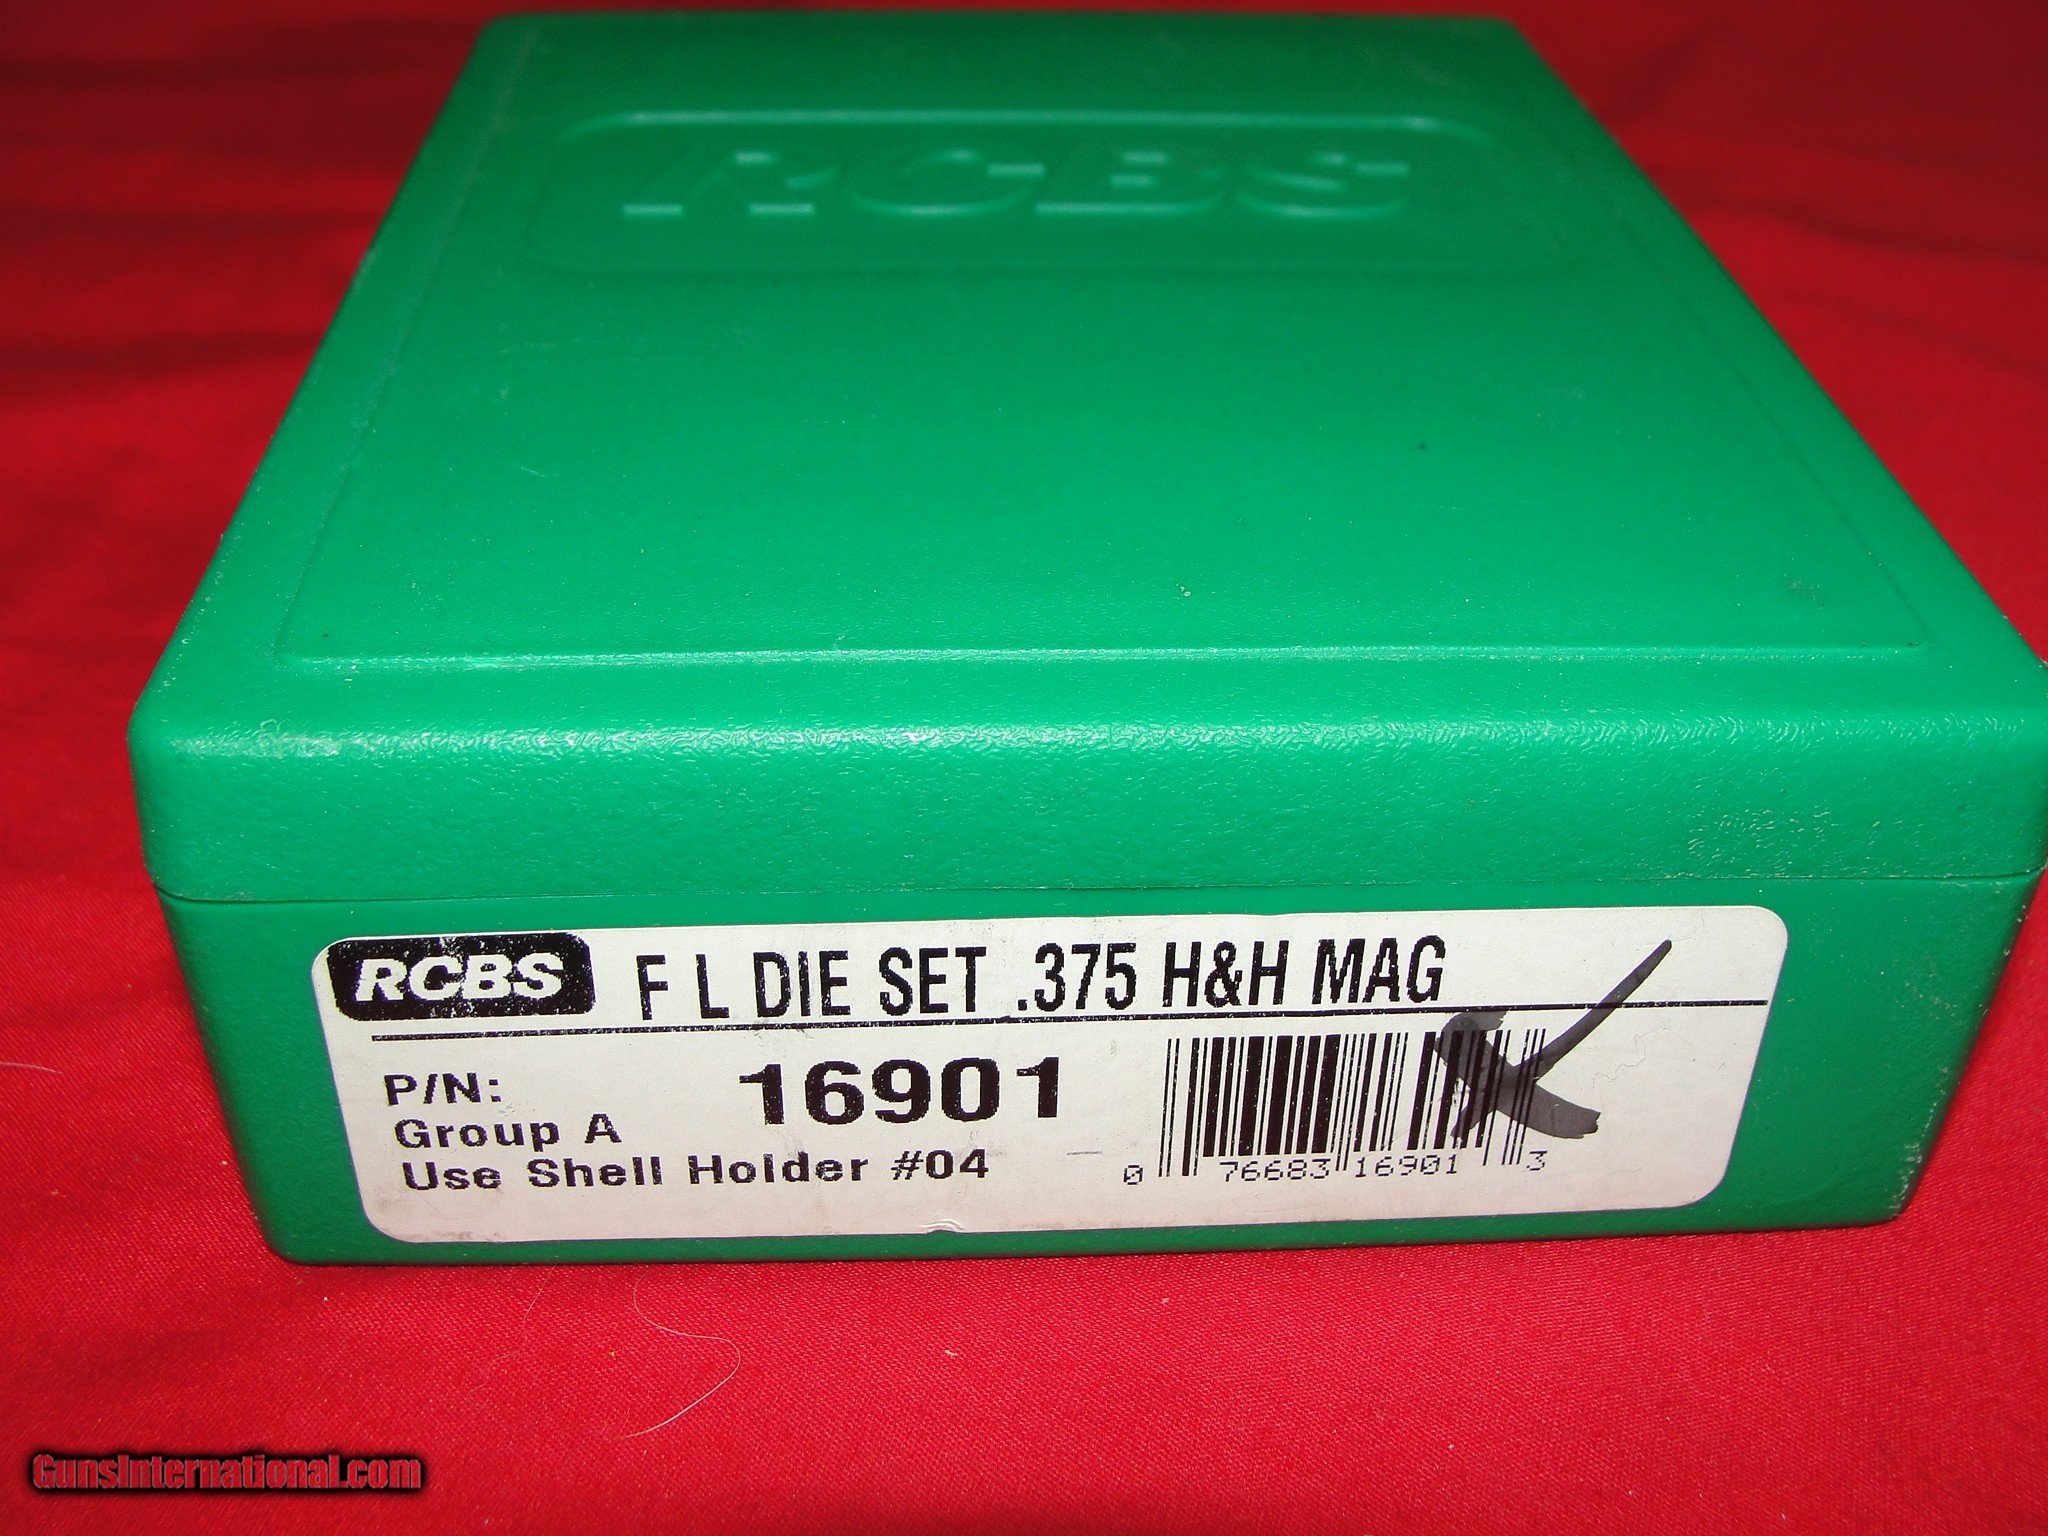 RCBS
RCBS F L DIE SET .375 H&H MAG
P/N: 16901
Group A
Use Shell Holder #04
0 76683 16901 3
GunsInternational.com